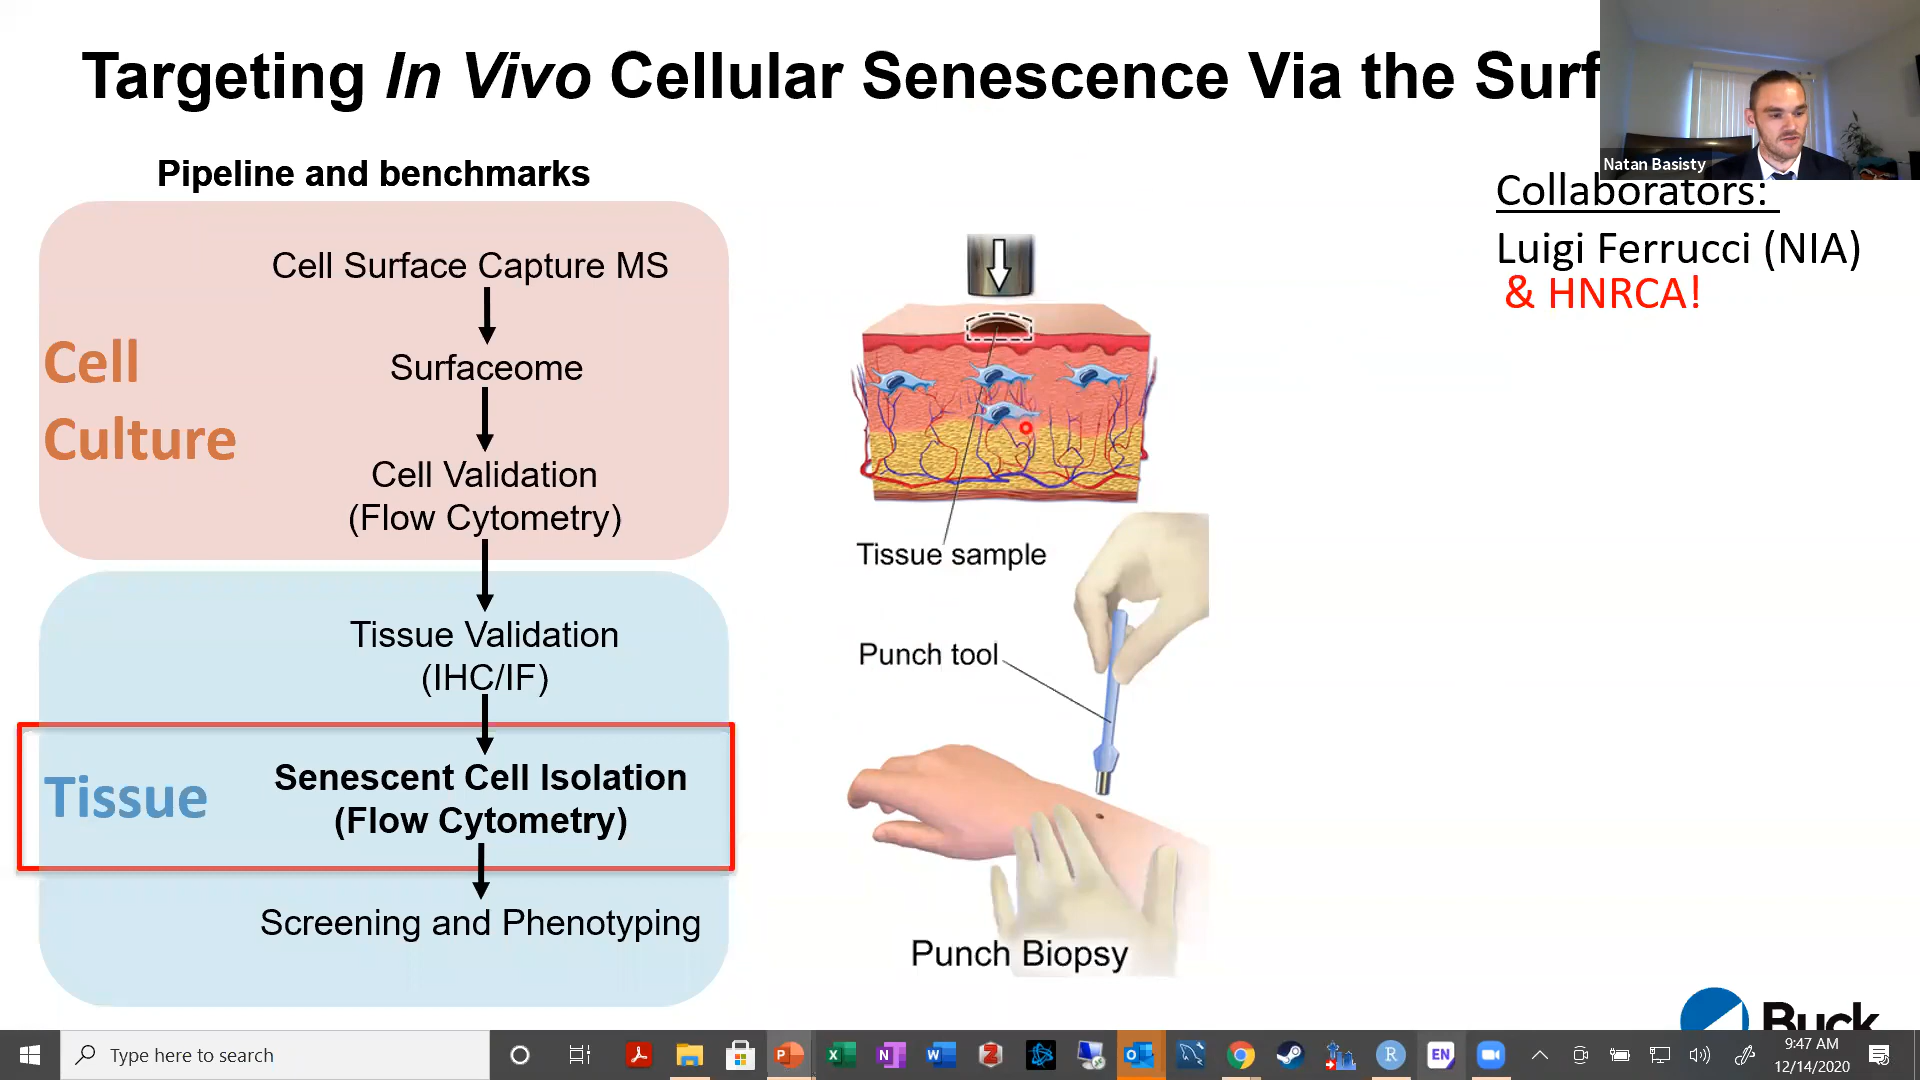 Targeting In Vivo Cellular Senescence Via the Surf
Natan Basisty
Pipeline and benchmarks
Collaborators:
Luigi Ferrucci (NIA)
& HNRCA!
Cell Culture
Cell Surface Capture MS
Surfaceome
Cell Validation
(Flow Cytometry)
Tissue
Tissue Validation
(IHC/IF)
Senescent Cell Isolation
(Flow Cytometry)
Screening and Phenotyping
Tissue sample
Punch tool
Punch Biopsy
Buck
Type here to search
EN
9:47 AM
12/14/2020